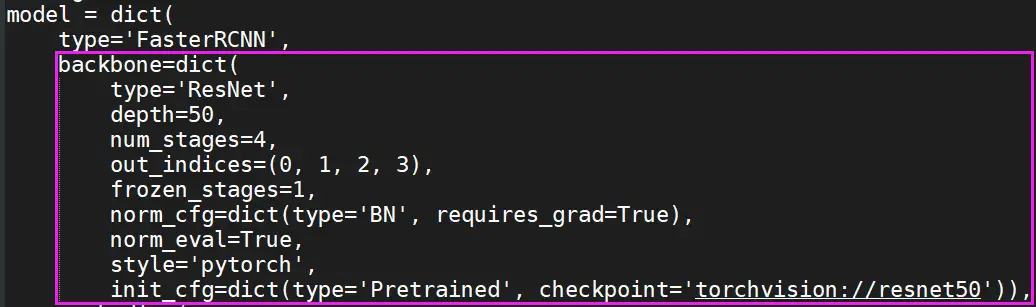 model = dict(
    type='FasterRCNN',
    backbone=dict(
        type='ResNet',
        depth=50,
        num_stages=4,
        out_indices=(0, 1, 2, 3),
        frozen_stages=1,
        norm_cfg=dict(type='BN', requires_grad=True),
        norm_eval=True,
        style='pytorch',
        init_cfg=dict(type='Pretrained', checkpoint='torchvision://resnet50')),